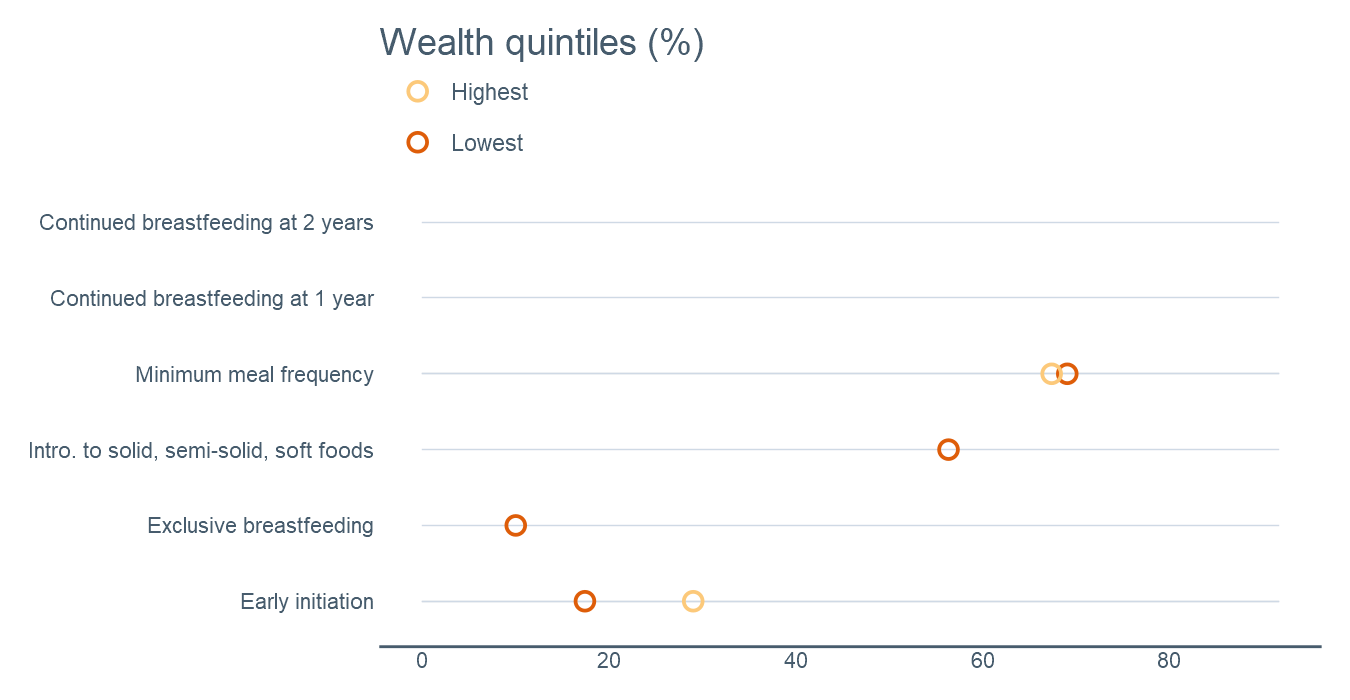 Wealth quintiles (%)
Highest
Lowest
Continued breastfeeding at 2 years
Continued breastfeeding at 1 year
Minimum meal frequency
Intro. to solid, semi-solid, soft foods
Exclusive breastfeeding
Early initiation
0 20 40 60 80